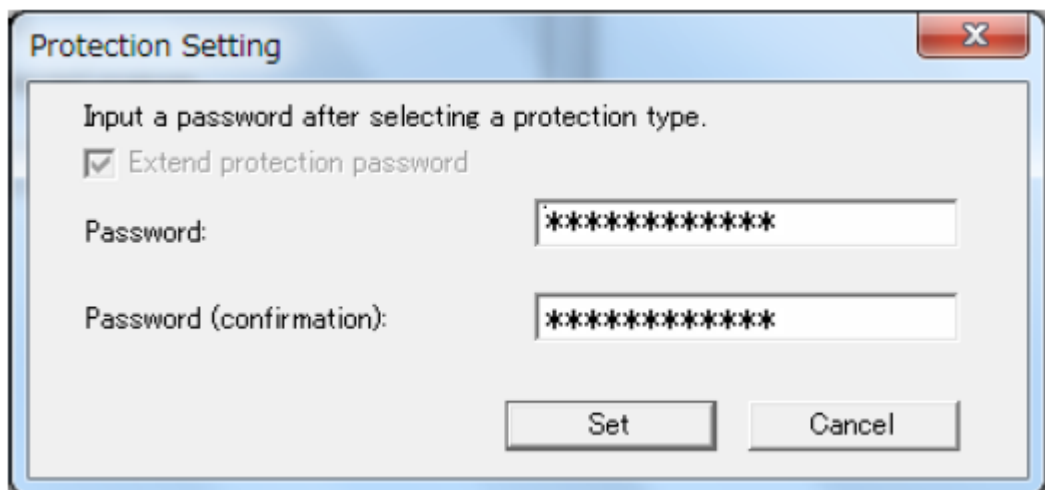 Protection Setting
Input a password after selecting a protection type.
Extend protection password
Password: ************
Password (confirmation): ************
Set Cancel